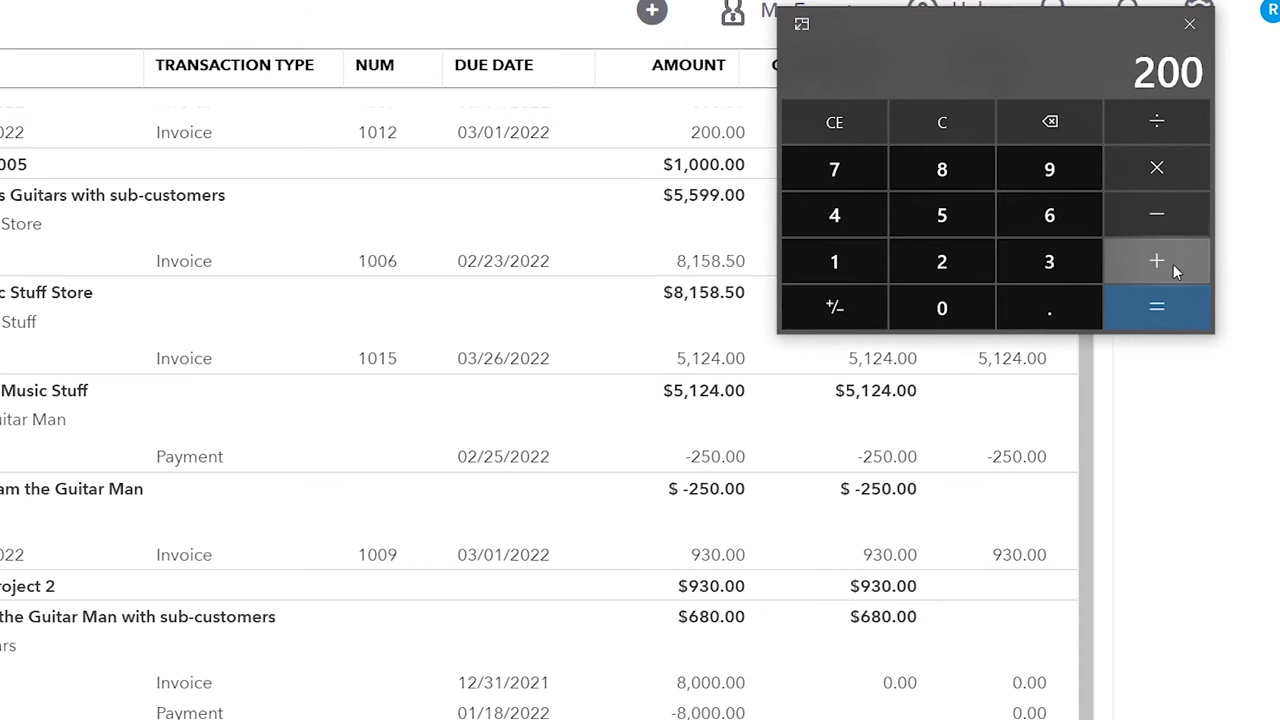 200
TRANSACTION TYPE NUM DUE DATE AMOUNT
CE C ⌫ ÷
022 Invoice 1012 03/01/2022 200.00
7 8 9 ×
005 $1,000.00
s Guitars with sub-customers $5,599.00
4 5 6 −
Store
Invoice 1006 02/23/2022 8,158.50
1 2 3 +
c Stuff Store $8,158.50
+/− 0 . =
Stuff
Invoice 1015 03/26/2022 5,124.00 5,124.00 5,124.00
Music Stuff $5,124.00 $5,124.00
uitar Man
Payment 02/25/2022 -250.00 -250.00 -250.00
am the Guitar Man $ -250.00 $ -250.00
022 Invoice 1009 03/01/2022 930.00 930.00 930.00
roject 2 $930.00 $930.00
the Guitar Man with sub-customers $680.00 $680.00
ars
Invoice 12/31/2021 8,000.00 0.00 0.00
Payment 01/18/2022 -8,000.00 0.00